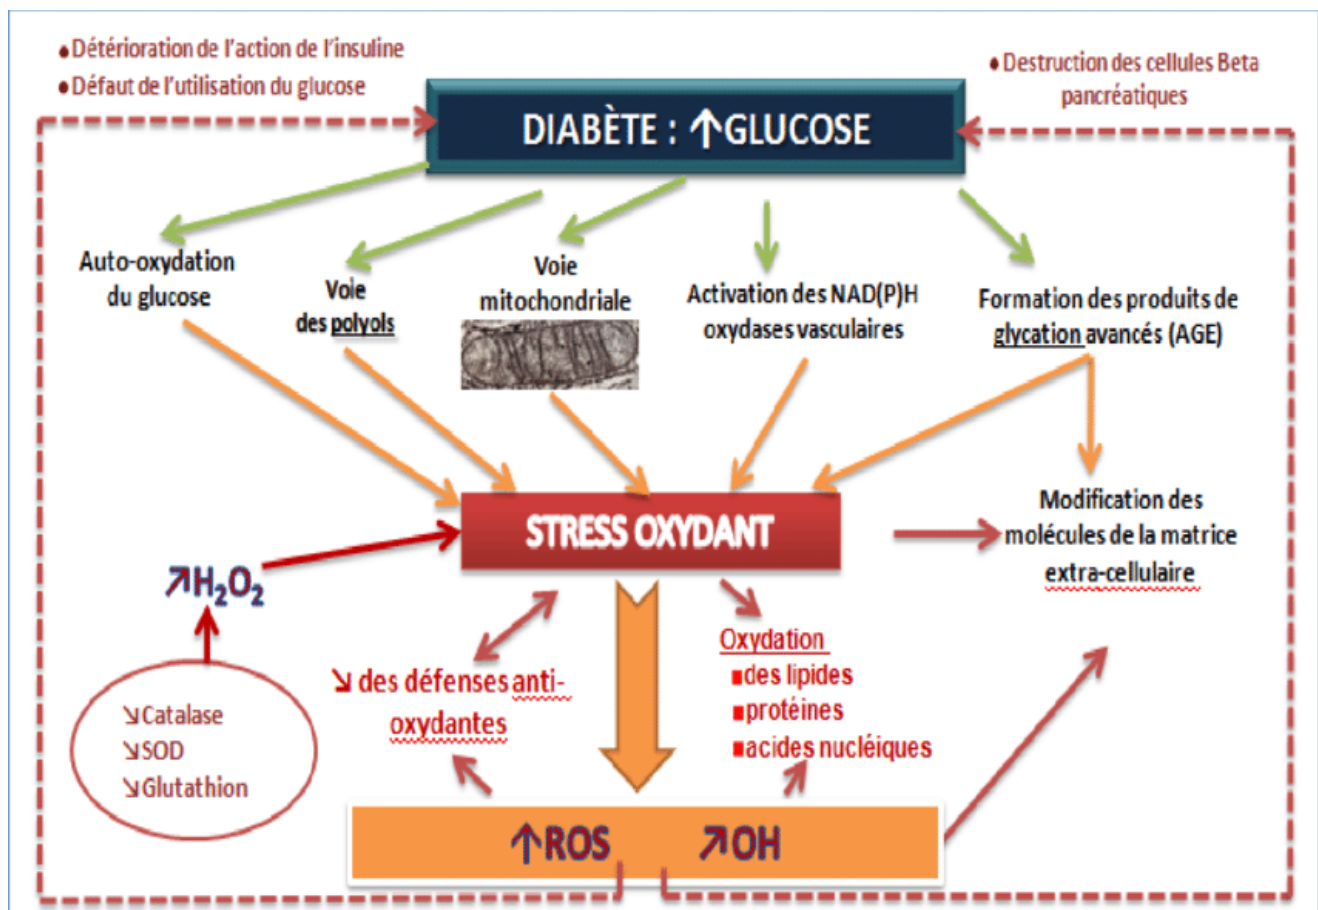 ● Détérioration de l'action de l'insuline
● Défaut de l'utilisation du glucose
● Destruction des cellules Beta
pancréatiques
DIABÈTE : ↑GLUCOSE
Auto-oxydation
du glucose
Voie
des polyols
Voie
mitochondriale
Activation des NAD(P)H
oxydases vasculaires
Formation des produits de
glycation avancés (AGE)
STRESS OXYDANT
Modification des
molécules de la matrice
extra-cellulaire
↗H₂O₂
↘Catalase
↘SOD
↘Glutathion
↘ des défenses anti-
oxydantes
Oxydation
■des lipides
■protéines
■acides nucléiques
↑ROS ↗OH